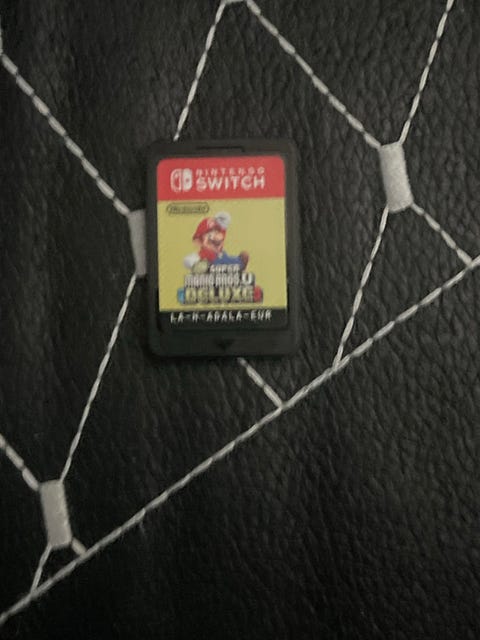 NINTENDO
SWITCH
Nintendo
SUPER
MARIO BROS.U
DELUXE
LA-H-ADALA-EUR